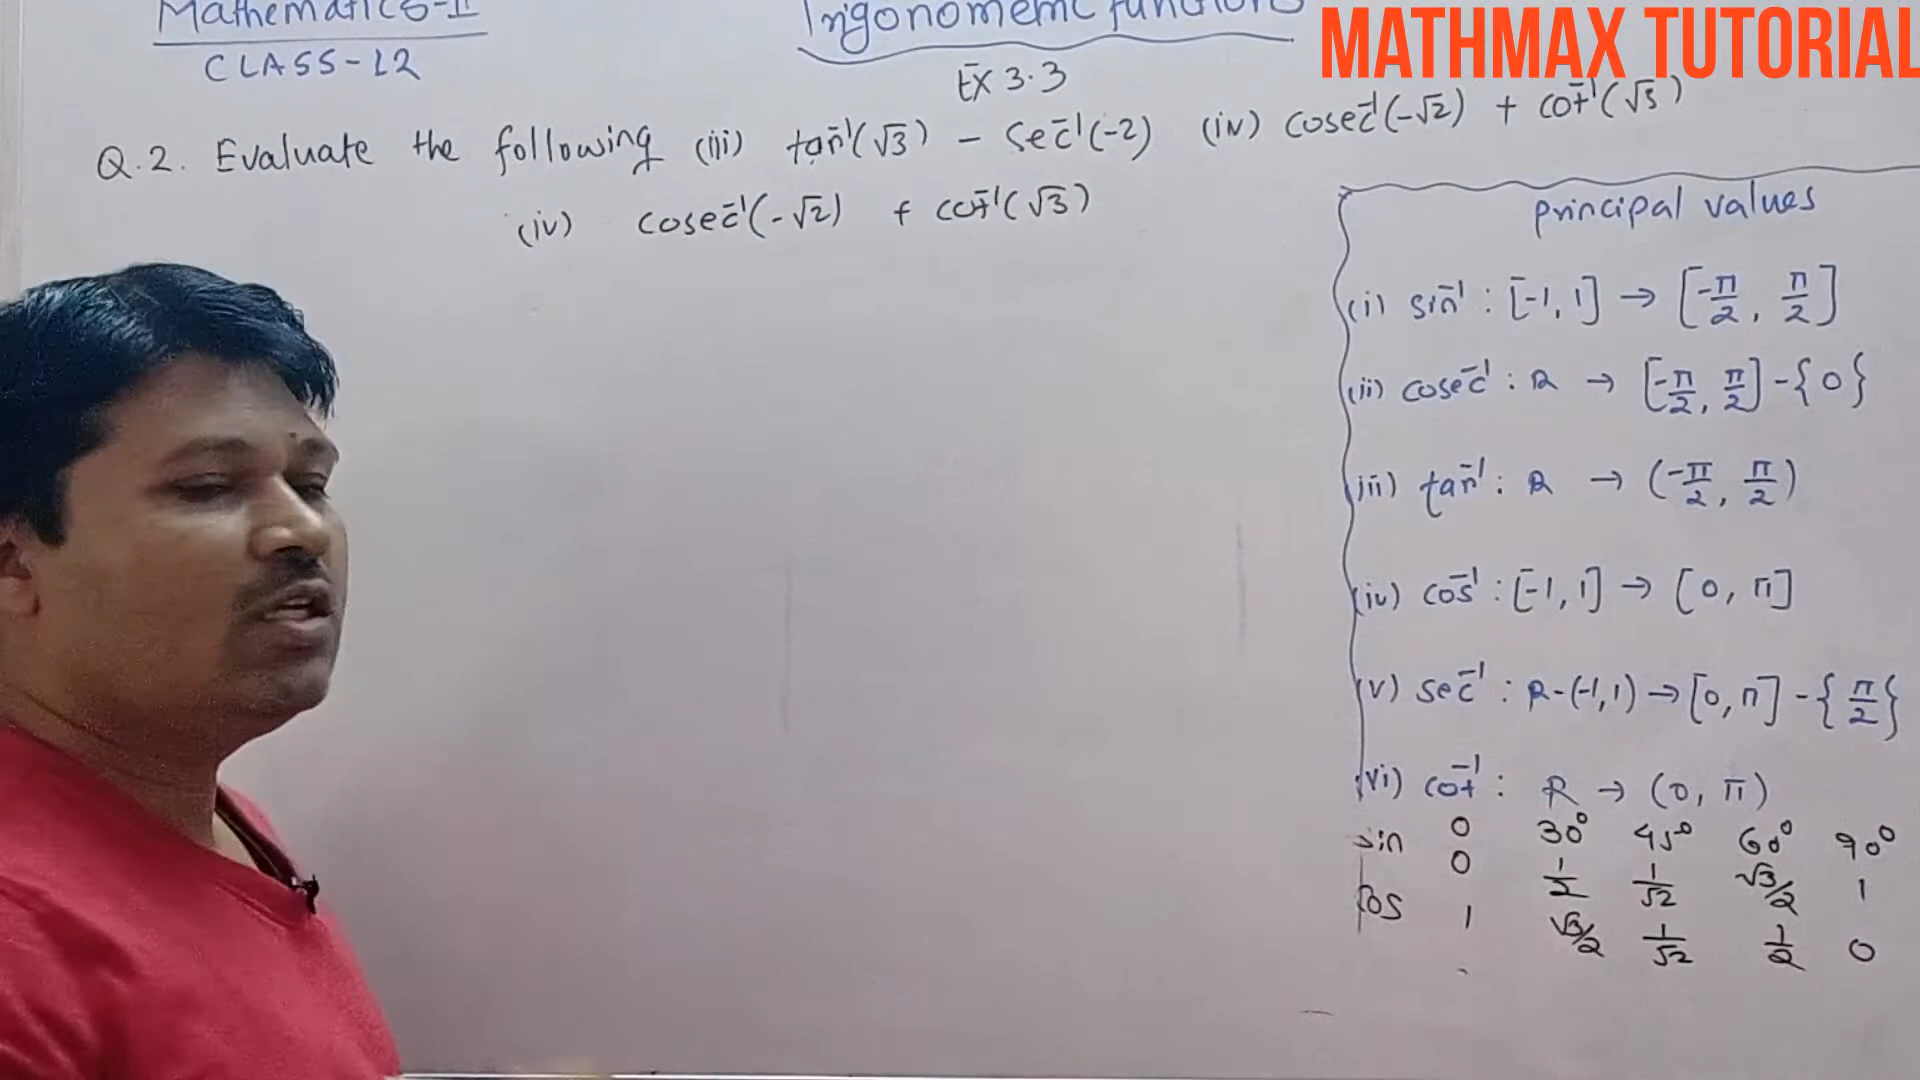 Mathematics-II
CLASS-12
Trigonometric functions
MATHMAX TUTORIAL
EX 3.3
Q.2. Evaluate the following (iii) tan⁻¹(√3) - sec⁻¹(-2) (iv) cosec⁻¹(-√2) + cot⁻¹(√3)
(iv) cosec⁻¹(-√2) + cot⁻¹(√3)
principal values
(i) sin⁻¹ : [-1, 1] → [-π/2, π/2]
(ii) cosec⁻¹ : R → [-π/2, π/2] - {0}
(iii) tan⁻¹ : R → (-π/2, π/2)
(iv) cos⁻¹ : [-1, 1] → [0, π]
(v) sec⁻¹ : R-(-1, 1) → [0, π] - {π/2}
(vi) cot⁻¹ : R → (0, π)
0 30° 45° 60° 90°
sin 0 1/2 1/√2 √3/2 1
cos 1 √3/2 1/√2 1/2 0